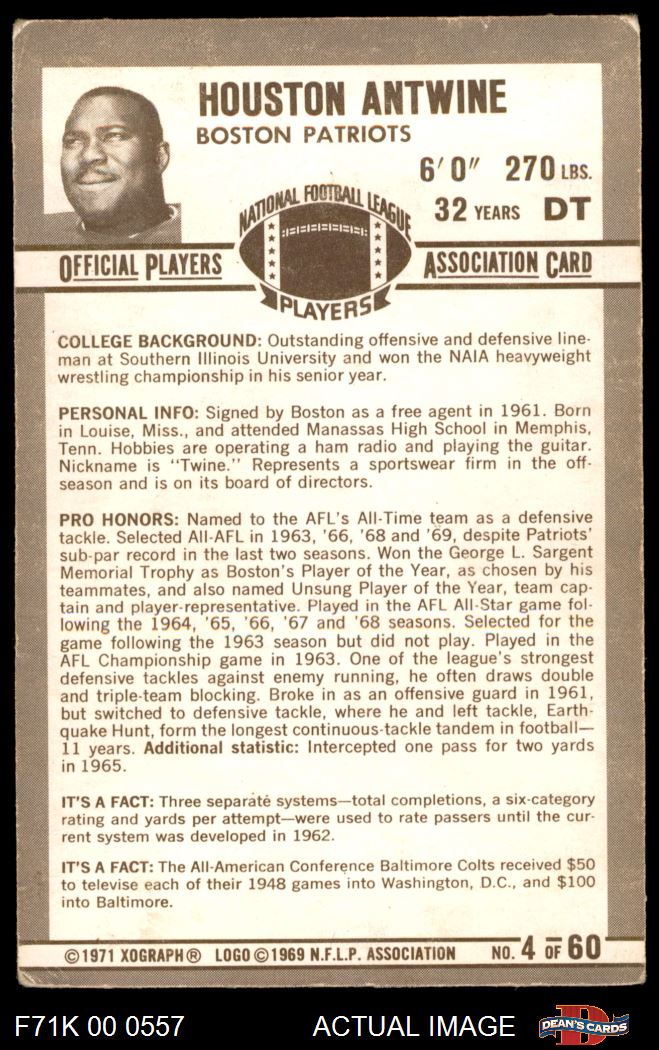 HOUSTON ANTWINE
BOSTON PATRIOTS
6' 0" 270 LBS.
32 YEARS DT
NATIONAL FOOTBALL LEAGUE
PLAYERS
OFFICIAL PLAYERS
ASSOCIATION CARD
COLLEGE BACKGROUND: Outstanding offensive and defensive line-
man at Southern Illinois University and won the NAIA heavyweight
wrestling championship in his senior year.
PERSONAL INFO: Signed by Boston as a free agent in 1961. Born
in Louise, Miss., and attended Manassas High School in Memphis,
Tenn. Hobbies are operating a ham radio and playing the guitar.
Nickname is "Twine." Represents a sportswear firm in the off-
season and is on its board of directors.
PRO HONORS: Named to the AFL's All-Time team as a defensive
tackle. Selected All-AFL in 1963, '66, '68 and '69, despite Patriots'
sub-par record in the last two seasons. Won the George L. Sargent
Memorial Trophy as Boston's Player of the Year, as chosen by his
teammates, and also named Unsung Player of the Year, team cap-
tain and player-representative. Played in the AFL All-Star game fol-
lowing the 1964, '65, '66, '67 and '68 seasons. Selected for the
game following the 1963 season but did not play. Played in the
AFL Championship game in 1963. One of the league's strongest
defensive tackles against enemy running, he often draws double
and triple-team blocking. Broke in as an offensive guard in 1961,
but switched to defensive tackle, where he and left tackle, Earth-
quake Hunt, form the longest continuous-tackle tandem in football—
11 years. Additional statistic: Intercepted one pass for two yards
in 1965.
IT'S A FACT: Three separate systems—total completions, a six-category
rating and yards per attempt—were used to rate passers until the cur-
rent system was developed in 1962.
IT'S A FACT: The All-American Conference Baltimore Colts received $50
to televise each of their 1948 games into Washington, D.C., and $100
into Baltimore.
©1971 XOGRAPH® LOGO ©1969 N.F.L.P. ASSOCIATION NO. 4 OF 60
F71K 00 0557 ACTUAL IMAGE D DEAN'S CARDS